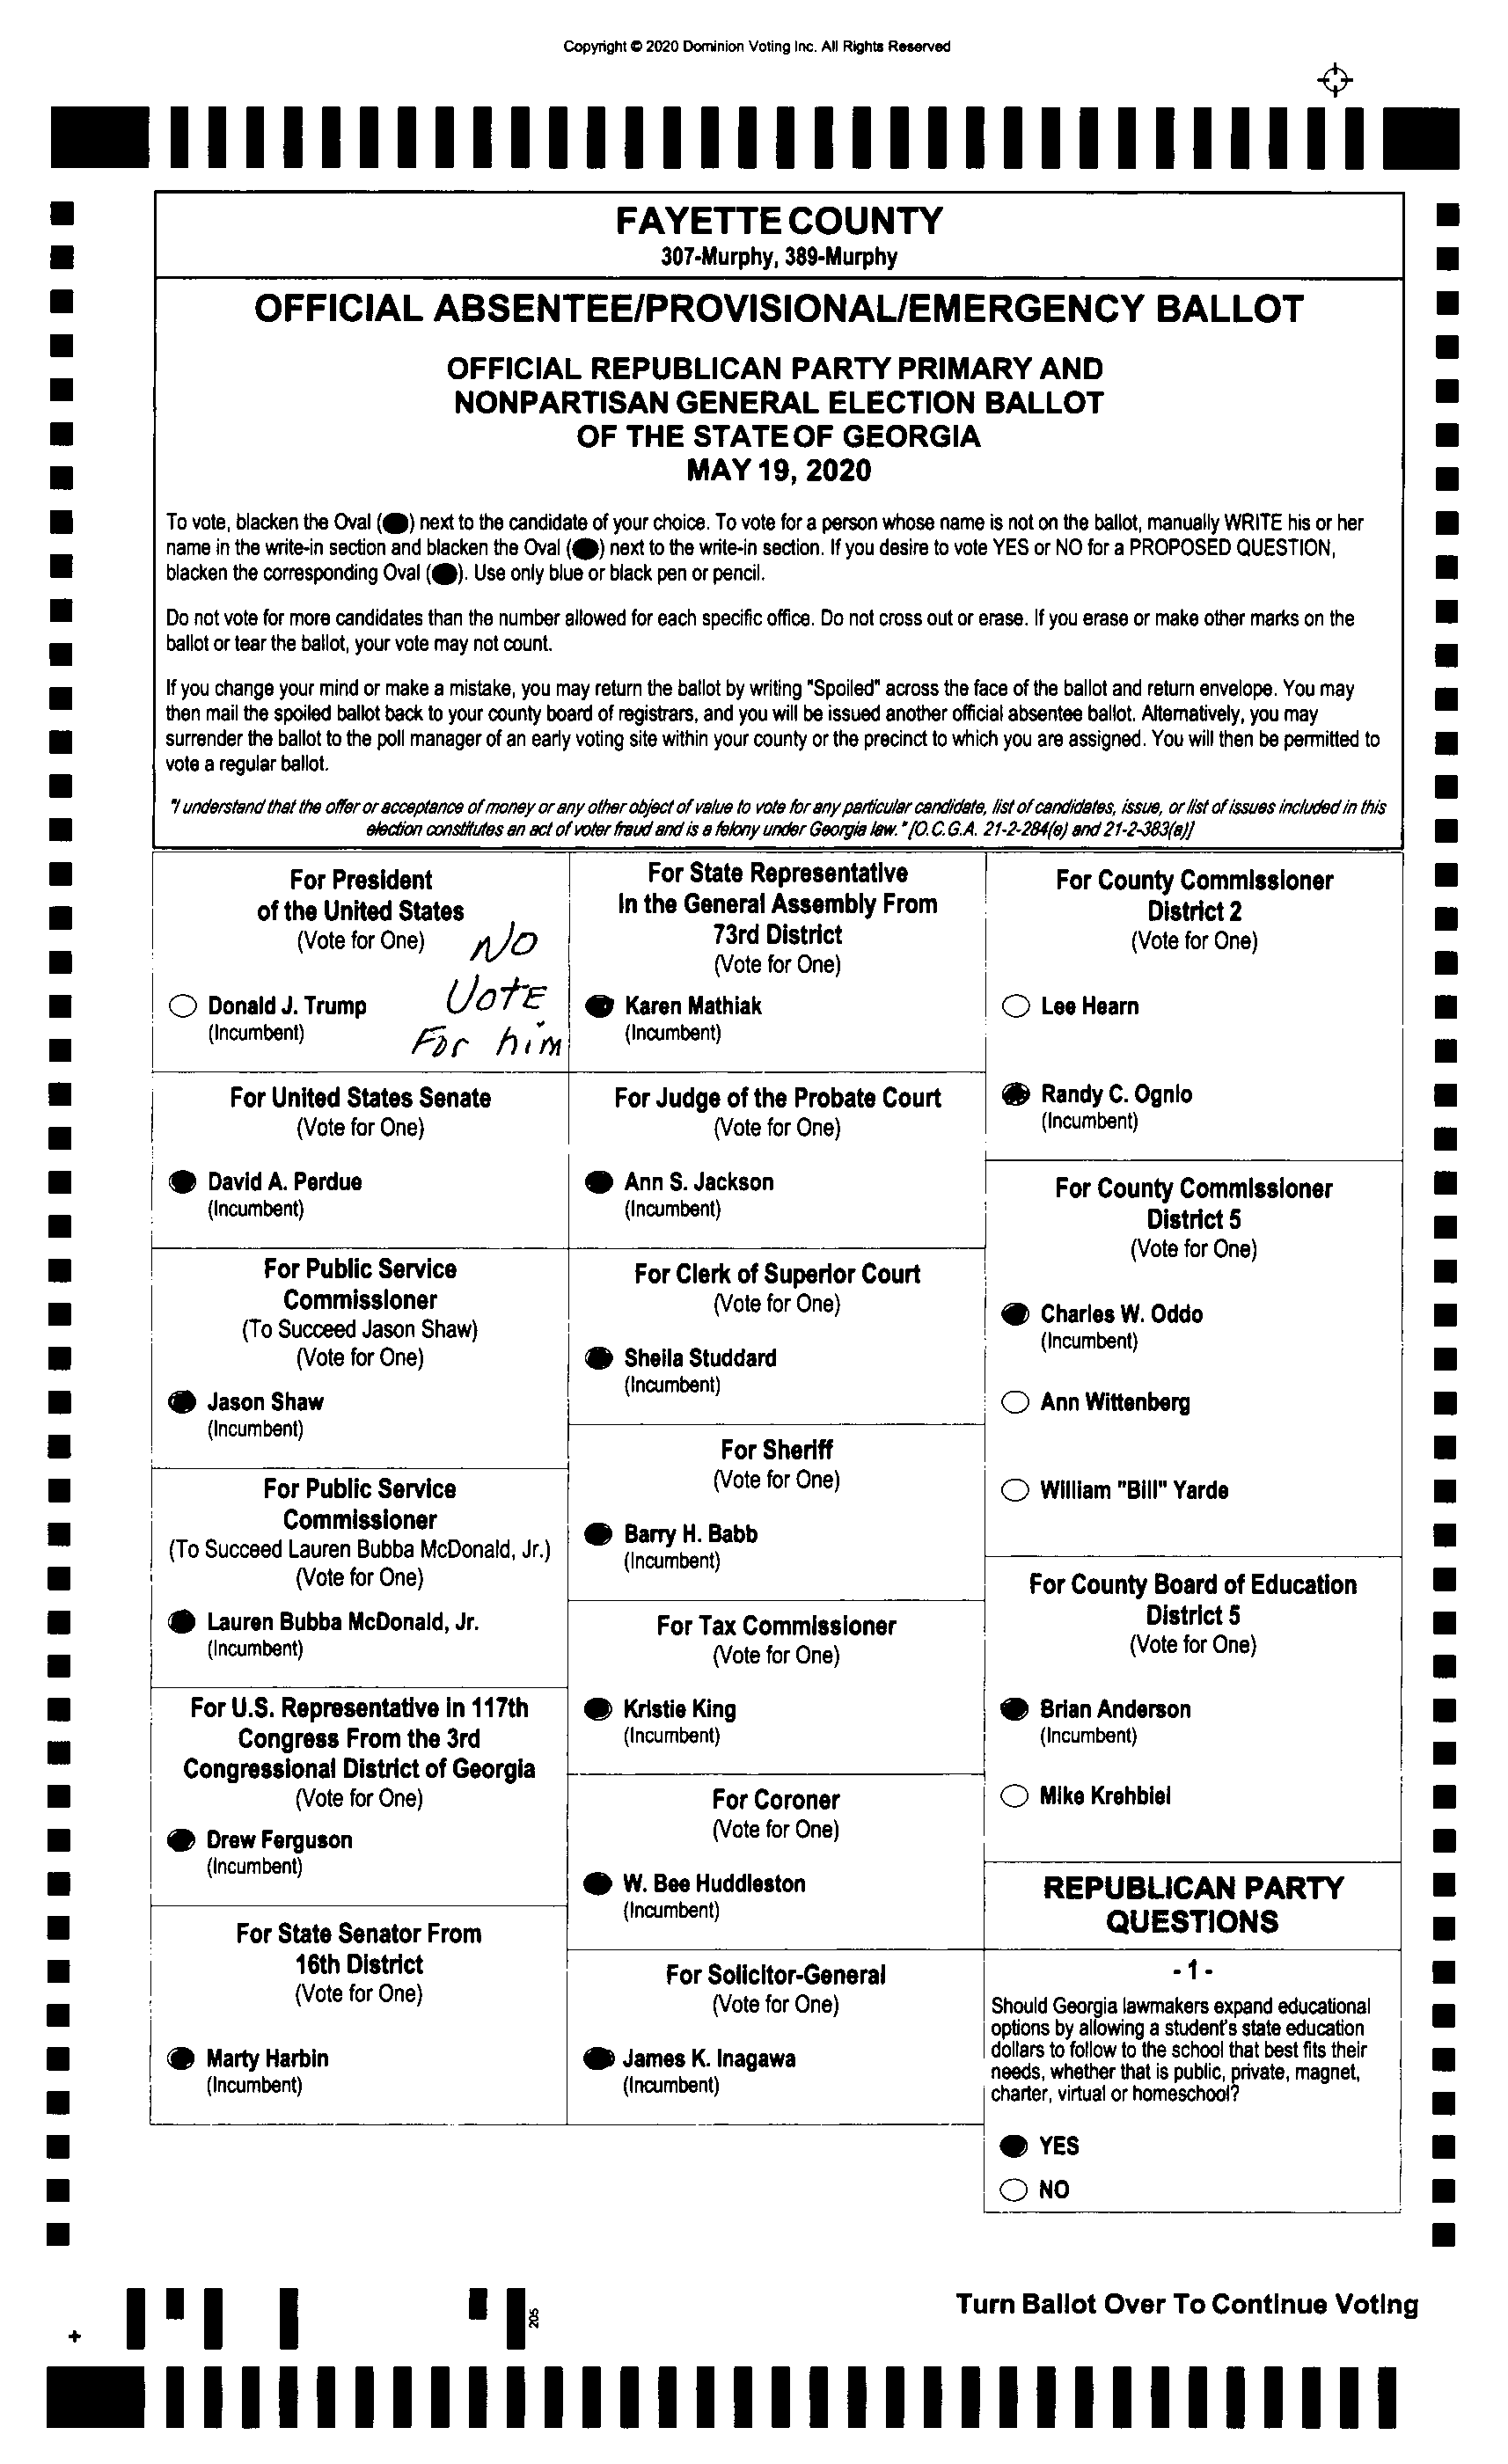 Copyright © 2020 Dominion Voting Inc. All Rights Reserved
FAYETTE COUNTY
307-Murphy, 389-Murphy
OFFICIAL ABSENTEE/PROVISIONAL/EMERGENCY BALLOT
OFFICIAL REPUBLICAN PARTY PRIMARY AND
NONPARTISAN GENERAL ELECTION BALLOT
OF THE STATE OF GEORGIA
MAY 19, 2020
To vote, blacken the Oval ( ) next to the candidate of your choice. To vote for a person whose name is not on the ballot, manually WRITE his or her
name in the write-in section and blacken the Oval ( ) next to the write-in section. If you desire to vote YES or NO for a PROPOSED QUESTION,
blacken the corresponding Oval ( ). Use only blue or black pen or pencil.
Do not vote for more candidates than the number allowed for each specific office. Do not cross out or erase. If you erase or make other marks on the
ballot or tear the ballot, your vote may not count.
If you change your mind or make a mistake, you may return the ballot by writing "Spoiled" across the face of the ballot and return envelope. You may
then mail the spoiled ballot back to your county board of registrars, and you will be issued another official absentee ballot. Alternatively, you may
surrender the ballot to the poll manager of an early voting site within your county or the precinct to which you are assigned. You will then be permitted to
vote a regular ballot.
"I understand that the offer or acceptance of money or any other object of value to vote for any particular candidate, list of candidates, issue, or list of issues included in this
election constitutes an act of voter fraud and is a felony under Georgia law." [O.C.G.A. 21-2-284(e) and 21-2-383(a)]
For President
of the United States
(Vote for One)
NO
VOTE
For him
Donald J. Trump
(Incumbent)
For United States Senate
(Vote for One)
David A. Perdue
(Incumbent)
For Public Service
Commissioner
(To Succeed Jason Shaw)
(Vote for One)
Jason Shaw
(Incumbent)
For Public Service
Commissioner
(To Succeed Lauren Bubba McDonald, Jr.)
(Vote for One)
Lauren Bubba McDonald, Jr.
(Incumbent)
For U.S. Representative in 117th
Congress From the 3rd
Congressional District of Georgia
(Vote for One)
Drew Ferguson
(Incumbent)
For State Senator From
16th District
(Vote for One)
Marty Harbin
(Incumbent)
For State Representative
In the General Assembly From
73rd District
(Vote for One)
Karen Mathiak
(Incumbent)
For Judge of the Probate Court
(Vote for One)
Ann S. Jackson
(Incumbent)
For Clerk of Superior Court
(Vote for One)
Sheila Studdard
(Incumbent)
For Sheriff
(Vote for One)
Barry H. Babb
(Incumbent)
For Tax Commissioner
(Vote for One)
Kristie King
(Incumbent)
For Coroner
(Vote for One)
W. Bee Huddleston
(Incumbent)
For Solicitor-General
(Vote for One)
James K. Inagawa
(Incumbent)
For County Commissioner
District 2
(Vote for One)
Lee Hearn
Randy C. Ognio
(Incumbent)
For County Commissioner
District 5
(Vote for One)
Charles W. Oddo
(Incumbent)
Ann Wittenberg
William "Bill" Yarde
For County Board of Education
District 5
(Vote for One)
Brian Anderson
(Incumbent)
Mike Krehbiel
REPUBLICAN PARTY
QUESTIONS
- 1 -
Should Georgia lawmakers expand educational
options by allowing a student's state education
dollars to follow to the school that best fits their
needs, whether that is public, private, magnet,
charter, virtual or homeschool?
YES
NO
Turn Ballot Over To Continue Voting
205